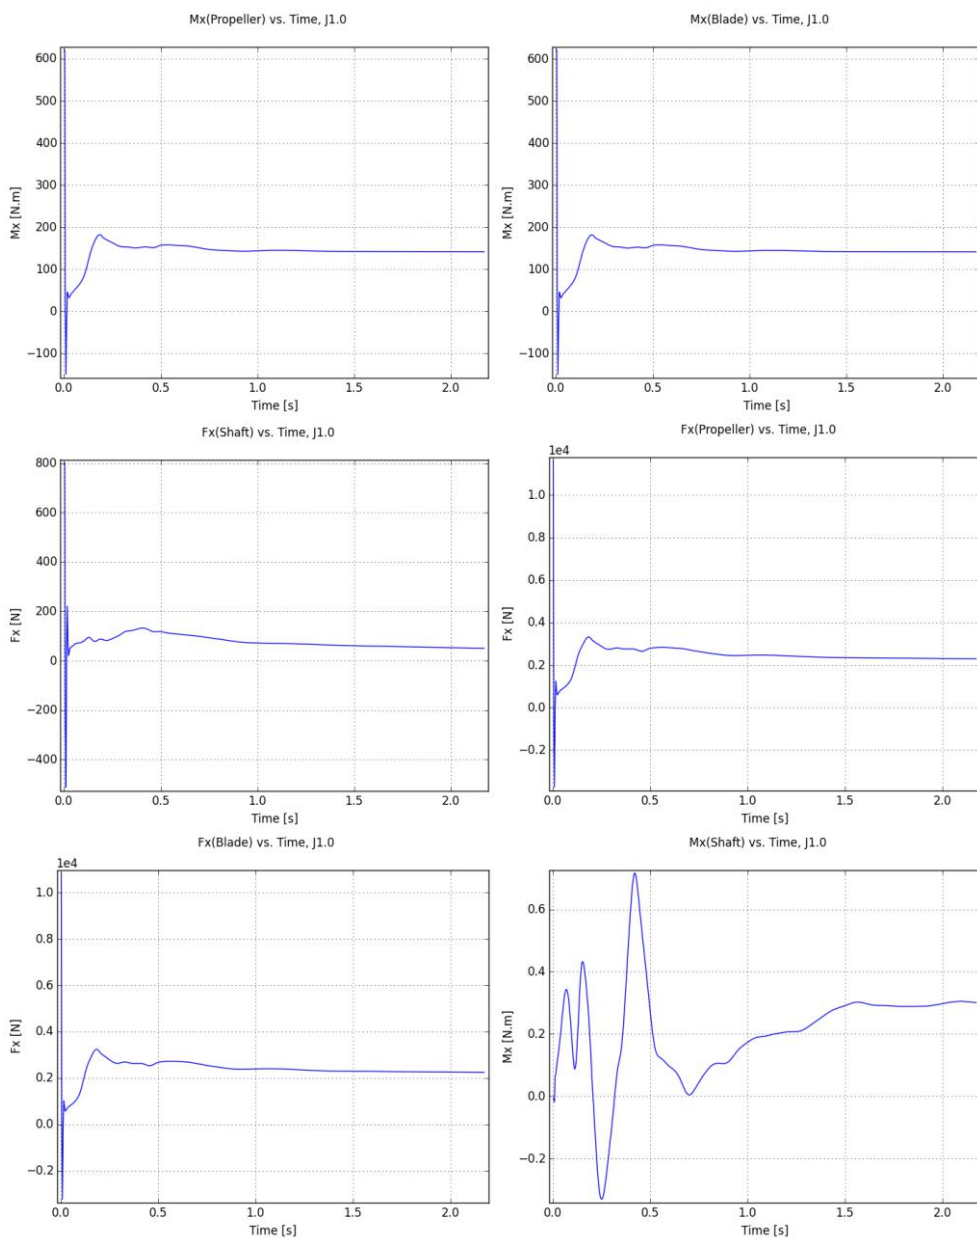 Mx(Propeller) vs. Time, J1.0
600
500
400
300
200
100
0
−100
Mx [N.m]
0.0 0.5 1.0 1.5 2.0
Time [s]
Mx(Blade) vs. Time, J1.0
600
500
400
300
200
100
0
−100
Mx [N.m]
0.0 0.5 1.0 1.5 2.0
Time [s]
Fx(Shaft) vs. Time, J1.0
800
600
400
200
0
−200
−400
Fx [N]
0.0 0.5 1.0 1.5 2.0
Time [s]
Fx(Propeller) vs. Time, J1.0
1e4
1.0
0.8
0.6
0.4
0.2
0.0
−0.2
Fx [N]
0.0 0.5 1.0 1.5 2.0
Time [s]
Fx(Blade) vs. Time, J1.0
1e4
1.0
0.8
0.6
0.4
0.2
0.0
−0.2
Fx [N]
0.0 0.5 1.0 1.5 2.0
Time [s]
Mx(Shaft) vs. Time, J1.0
0.6
0.4
0.2
0.0
−0.2
Mx [N.m]
0.0 0.5 1.0 1.5 2.0
Time [s]